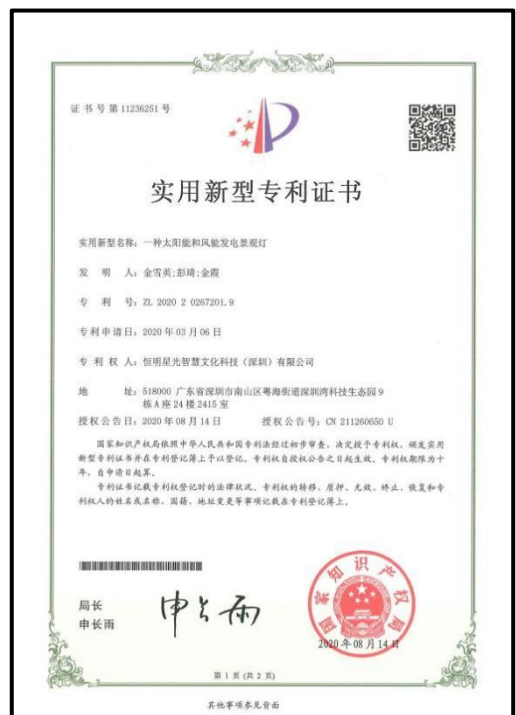 证书号第11236251号
实用新型专利证书
实用新型名称：一种太阳能和风能发电景观灯
发明人：金雪英;彭琦;金霞
专利号：ZL 2020 2 0267201.9
专利申请日：2020年03月06日
专利权人：恒明星光智慧文化科技（深圳）有限公司
地址：518000 广东省深圳市南山区粤海街道深圳湾科技生态园9
栋A座24楼2415室
授权公告日：2020年08月14日 授权公告号：CN 211260650 U
国家知识产权局依照中华人民共和国专利法经过初步审查，决定授予专利权，颁发实用
新型专利证书并在专利登记簿上予以登记。专利权自授权公告之日起生效。专利权期限为十
年，自申请日起算。
专利证书记载专利权登记时的法律状况。专利权的转移、质押、无效、终止、恢复和专
利权人的姓名或名称、国籍、地址变更等事项记载在专利登记簿上。
局长
申长雨
申长雨
国家知识产权局
2020年08月14日
第1页(共2页)
其他事项参见背面